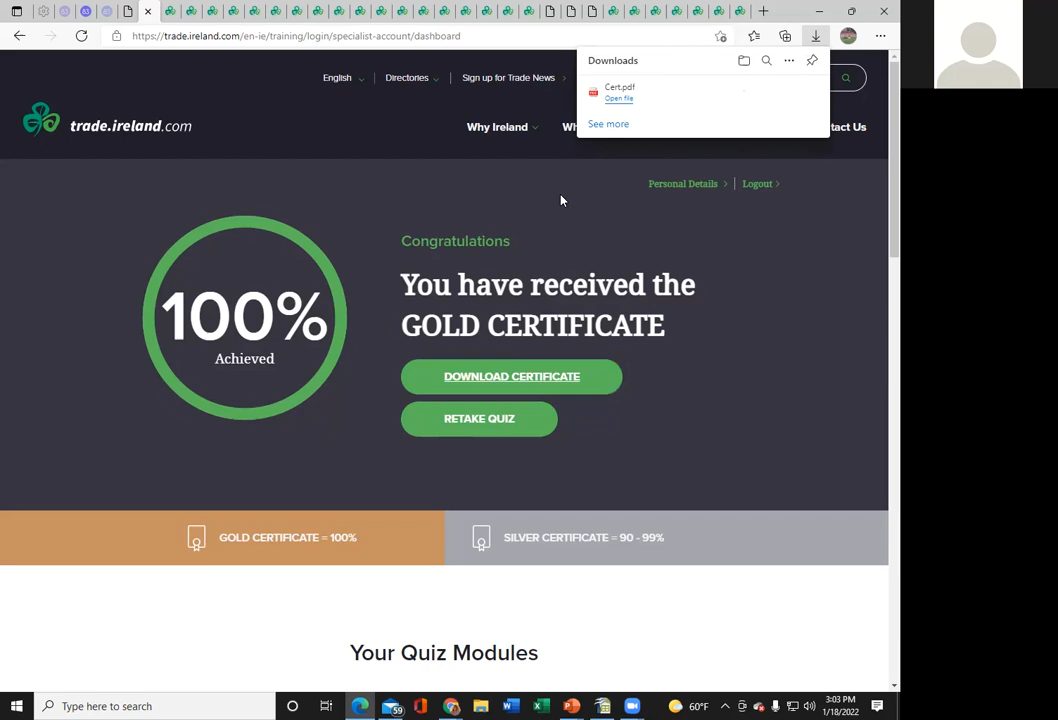 https://trade.ireland.com/en-ie/training/login/specialist-account/dashboard
Downloads
Cert.pdf
Open file
See more
English
Directories
Sign up for Trade News
trade.ireland.com
Why Ireland
Wh
tact Us
Personal Details
Logout
100%
Achieved
Congratulations
You have received the
GOLD CERTIFICATE
DOWNLOAD CERTIFICATE
RETAKE QUIZ
GOLD CERTIFICATE = 100%
SILVER CERTIFICATE = 90 - 99%
Your Quiz Modules
Type here to search
59
60°F
3:03 PM
1/18/2022